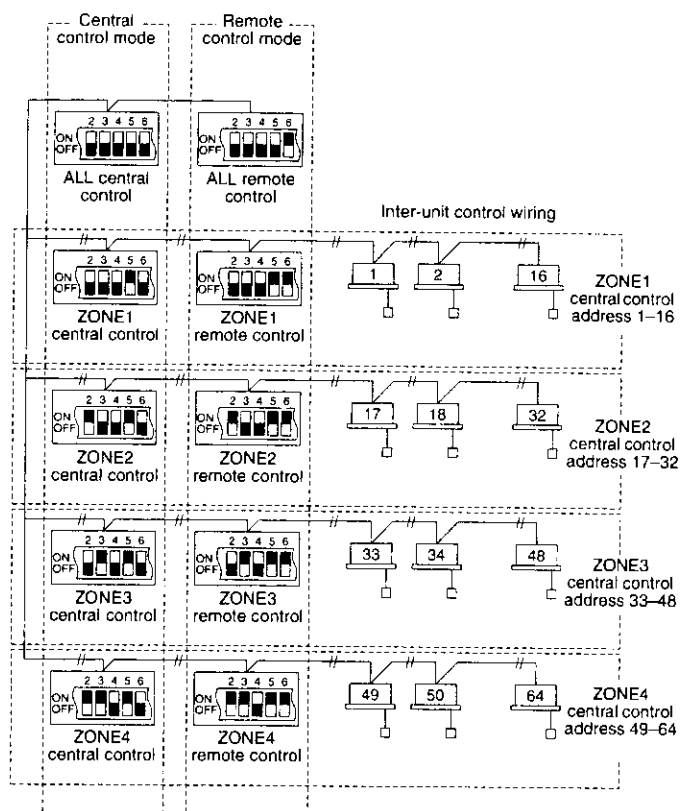 Central
control mode
Remote
control mode
2 3 4 5 6
ON
OFF
ALL central
control
2 3 4 5 6
ON
OFF
ALL remote
control
Inter-unit control wiring
2 3 4 5 6
ON
OFF
ZONE1
central control
2 3 4 5 6
ON
OFF
ZONE1
remote control
1
2
16
ZONE1
central control
address 1–16
2 3 4 5 6
ON
OFF
ZONE2
central control
2 3 4 5 6
ON
OFF
ZONE2
remote control
17
18
32
ZONE2
central control
address 17–32
2 3 4 5 6
ON
OFF
ZONE3
central control
2 3 4 5 6
ON
OFF
ZONE3
remote control
33
34
48
ZONE3
central control
address 33–48
2 3 4 5 6
ON
OFF
ZONE4
central control
2 3 4 5 6
ON
OFF
ZONE4
remote control
49
50
64
ZONE4
central control
address 49–64